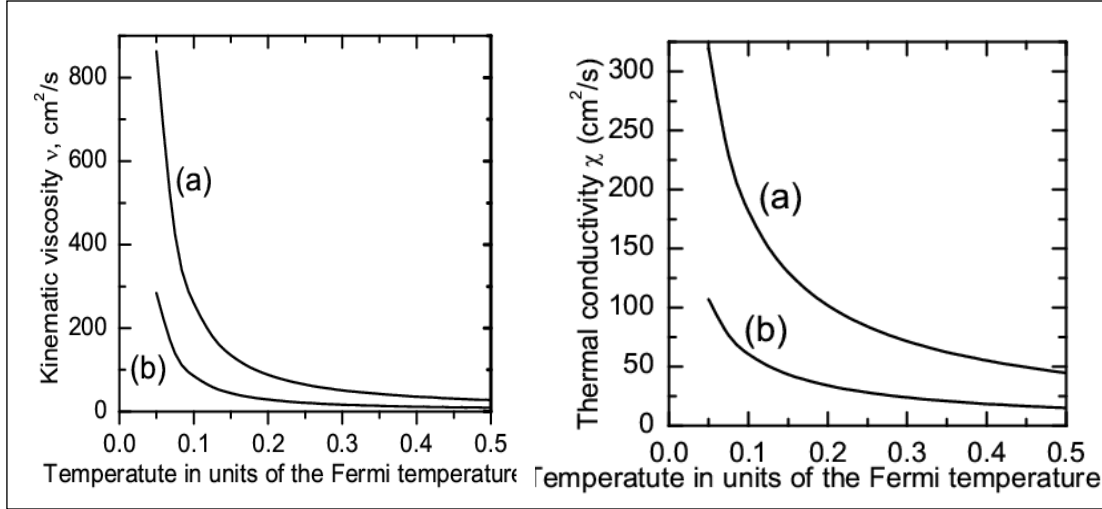 Kinematic viscosity ν, cm²/s
800
600
400
200
0
(a)
(b)
0.0 0.1 0.2 0.3 0.4 0.5
Temperatute in units of the Fermi temperature
Thermal conductivity χ (cm²/s)
300
250
200
150
100
50
0
(a)
(b)
0.0 0.1 0.2 0.3 0.4 0.5
Temperatute in units of the Fermi temperature